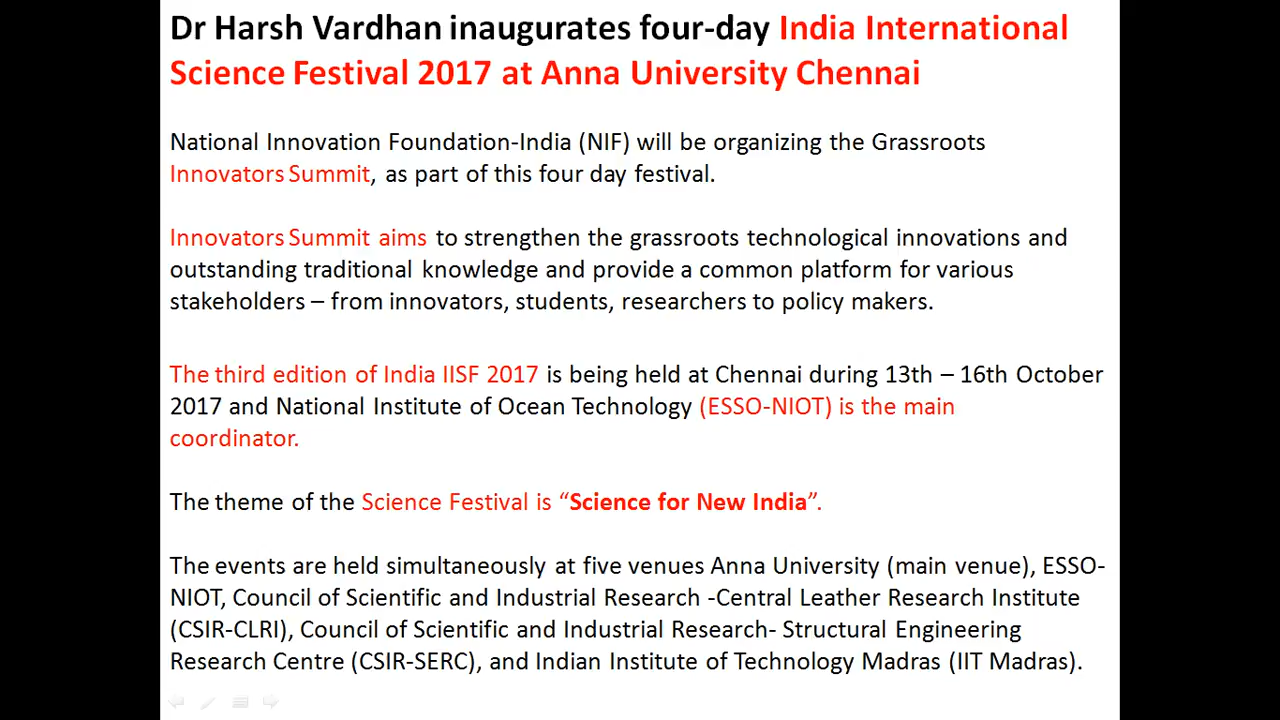 Dr Harsh Vardhan inaugurates four-day India International
Science Festival 2017 at Anna University Chennai
National Innovation Foundation-India (NIF) will be organizing the Grassroots
Innovators Summit, as part of this four day festival.
Innovators Summit aims to strengthen the grassroots technological innovations and
outstanding traditional knowledge and provide a common platform for various
stakeholders – from innovators, students, researchers to policy makers.
The third edition of India IISF 2017 is being held at Chennai during 13th – 16th October
2017 and National Institute of Ocean Technology (ESSO-NIOT) is the main
coordinator.
The theme of the Science Festival is “Science for New India”.
The events are held simultaneously at five venues Anna University (main venue), ESSO-
NIOT, Council of Scientific and Industrial Research -Central Leather Research Institute
(CSIR-CLRI), Council of Scientific and Industrial Research- Structural Engineering
Research Centre (CSIR-SERC), and Indian Institute of Technology Madras (IIT Madras).